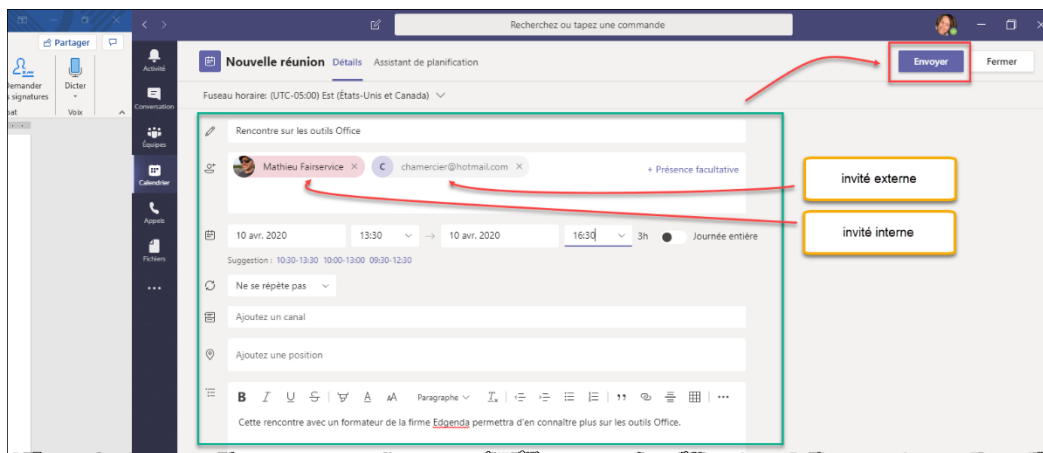 Recherchez ou tapez une commande
Partager
Activité
Nouvelle réunion Détails Assistant de planification
Envoyer Fermer
Dicter
signatures
Voix
Conversation
Fuseau horaire: (UTC-05:00) Est (États-Unis et Canada)
Rencontre sur les outils Office
Équipes
Mathieu Fairservice × C chamercier@hotmail.com ×
+ Présence facultative
invité externe
Calendrier
Appels
invité interne
10 avr. 2020 13:30 → 10 avr. 2020 16:30 3h Journée entière
Fichiers
Suggestion : 10:30-13:30 10:00-13:00 09:30-12:30
Ne se répète pas
Ajoutez un canal
Ajoutez une position
B I U S A AA Paragraphe
Cette rencontre avec un formateur de la firme Edgenda permettra d'en connaître plus sur les outils Office.